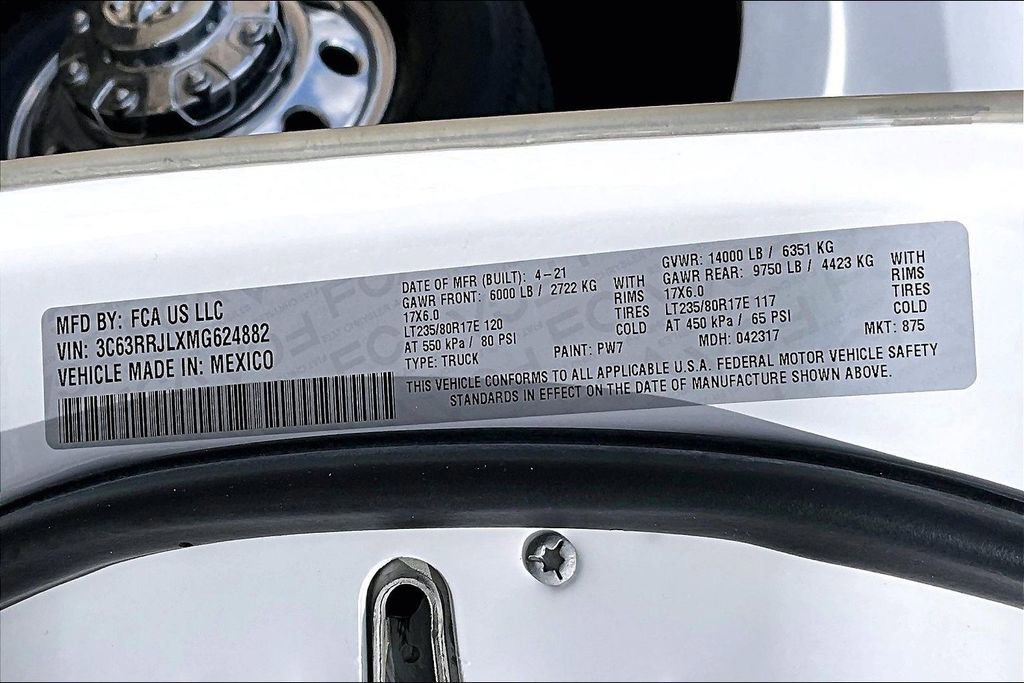 MFD BY: FCA US LLC
VIN: 3C63RRJLXMG624882
VEHICLE MADE IN: MEXICO
DATE OF MFR (BUILT): 4-21
GAWR FRONT: 6000 LB / 2722 KG WITH
17X6.0 RIMS
LT235/80R17E 120 TIRES
AT 550 kPa / 80 PSI COLD
TYPE: TRUCK
PAINT: PW7
GVWR: 14000 LB / 6351 KG
GAWR REAR: 9750 LB / 4423 KG WITH
17X6.0 RIMS
LT235/80R17E 117 TIRES
AT 450 kPa / 65 PSI COLD
MDH: 042317 MKT: 875
THIS VEHICLE CONFORMS TO ALL APPLICABLE U.S.A. FEDERAL MOTOR VEHICLE SAFETY
STANDARDS IN EFFECT ON THE DATE OF MANUFACTURE SHOWN ABOVE.